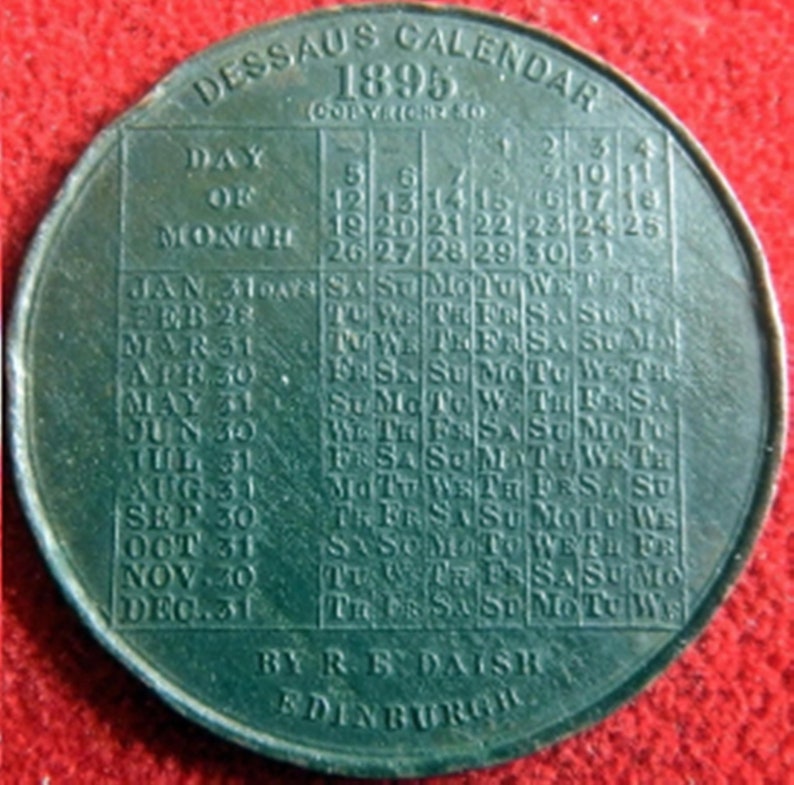 DESSAUS CALENDAR
1895
DAY – – 1 2 3 4
OF 5 6 7 8 9 10 11
MONTH 12 13 14 15 16 17 18
19 20 21 22 23 24 25
26 27 28 29 30 31
JAN. 31 DAYS SA SU MO TU WE TH
FEB 28 TU WE TH FR SA SU
MAR 31 TU WE TH FR SA SU MO
APR 30 FR SA SU MO TU WE TH
MAY 31 SU MO TU WE TH FR SA
JUN 30 WE TH FR SA SU MO TU
JUL 31 FR SA SU MO TU WE TH
AUG. 31 MO TU WE TH FR SA SU
SEP 30 TH FR SA SU MO TU WE
OCT 31 SA SU MO TU WE TH FR
NOV. 30 TU WE TH FR SA SU MO
DEC. 31 TH FR SA SU MO TU WE
BY R. DAISH
EDINBURGH